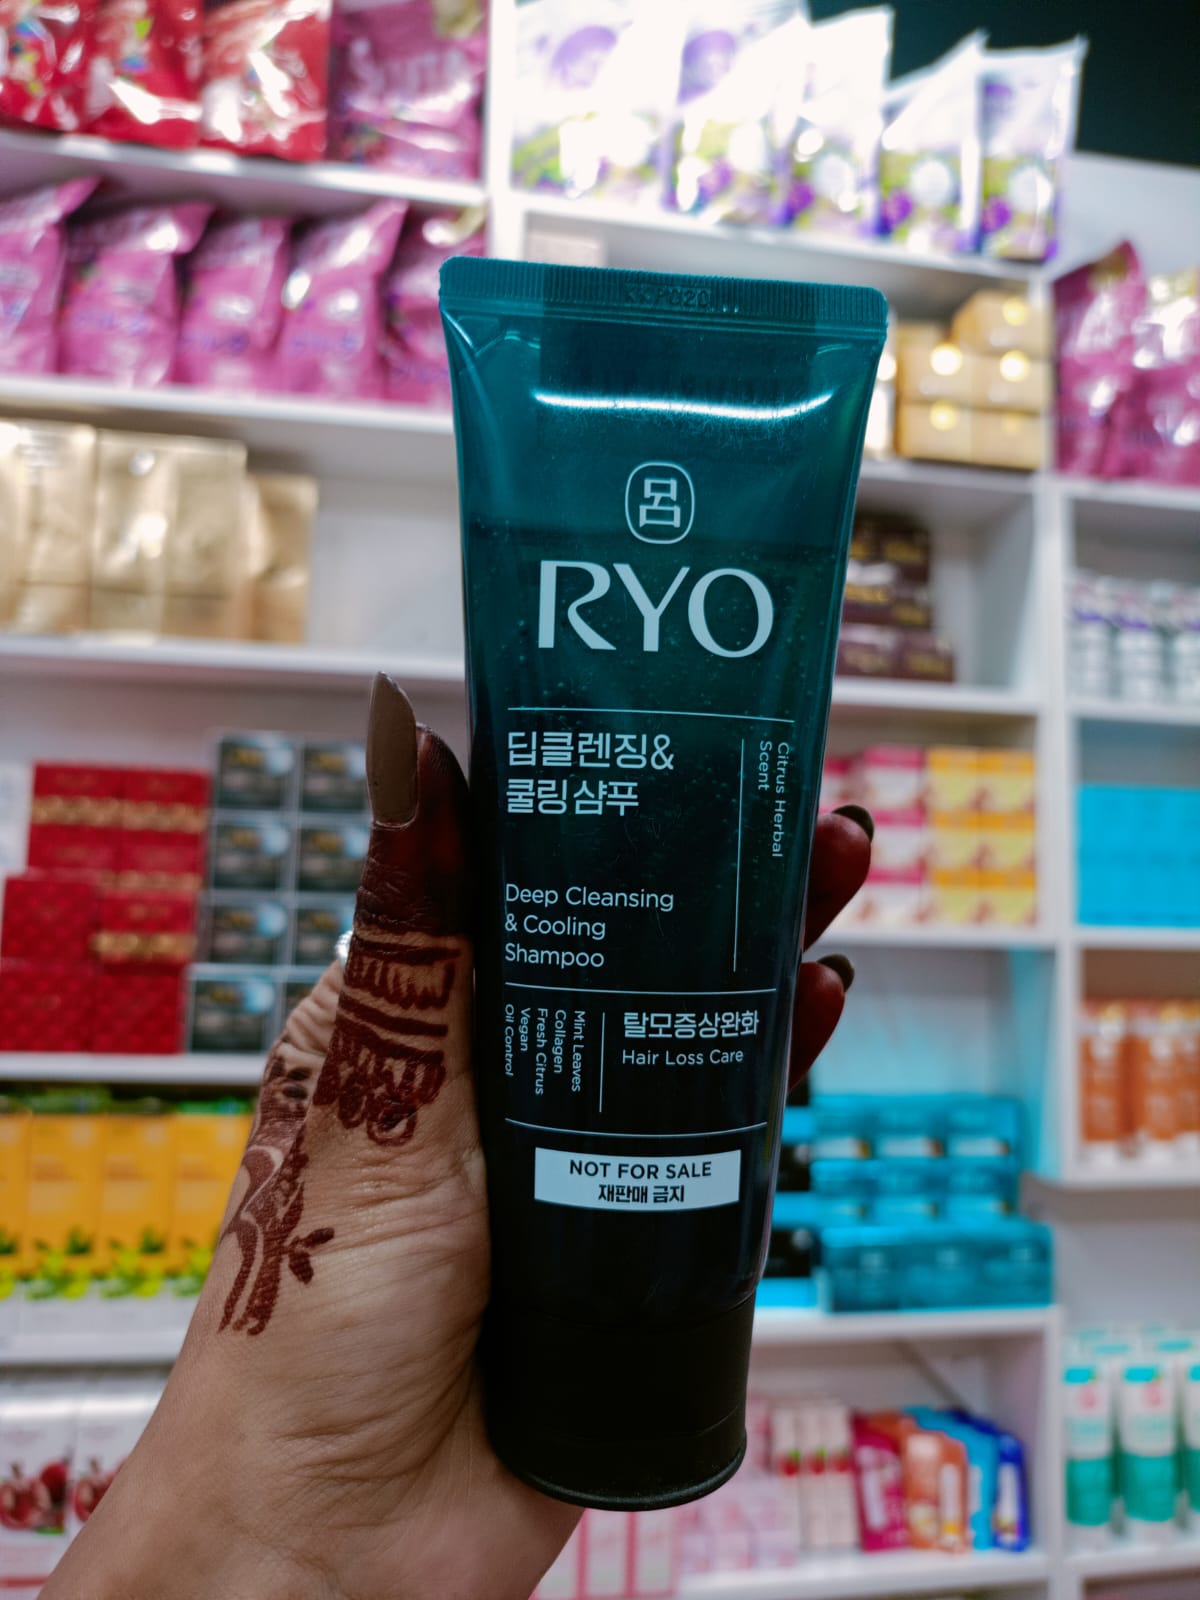 呂
RYO
딥클렌징&
쿨링 샴푸
Citrus Herbal
Scent
Deep Cleansing
& Cooling
Shampoo
Mint Leaves
Collagen
Fresh Citrus
Vegan
Oil Control
탈모증상완화
Hair Loss Care
NOT FOR SALE
재판매 금지